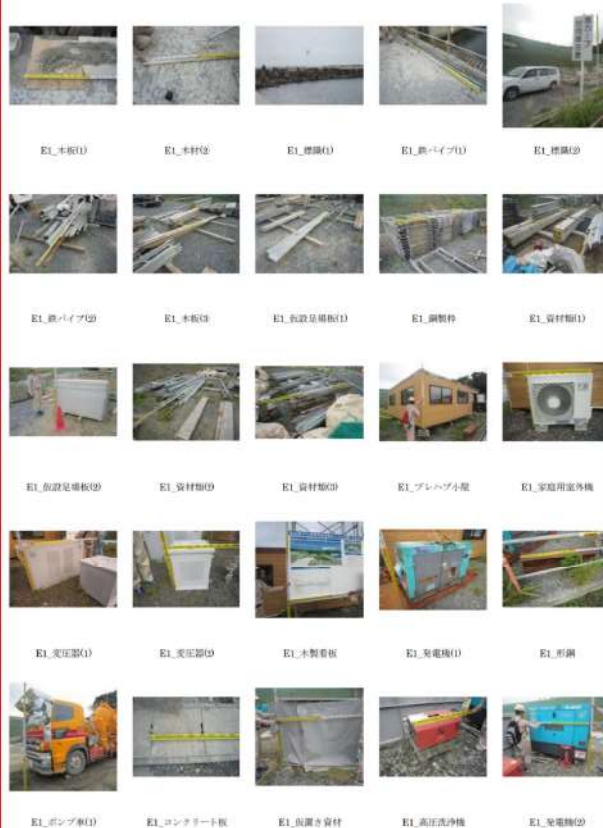 E1_木板(1)
E1_木材(2)
E1_標識(1)
E1_鉄パイプ(1)
E1_標識(2)
E1_鉄パイプ(2)
E1_木板(3)
E1_仮設足場板(1)
E1_鋼製枠
E1_資材類(1)
E1_仮設足場板(2)
E1_資材類(2)
E1_資材類(3)
E1_プレハブ小屋
E1_家庭用室外機
E1_変圧器(1)
E1_変圧器(2)
E1_木製看板
E1_発電機(1)
E1_形鋼
E1_ポンプ車(1)
E1_コンクリート板
E1_仮置き資材
E1_高圧洗浄機
E1_発電機(2)